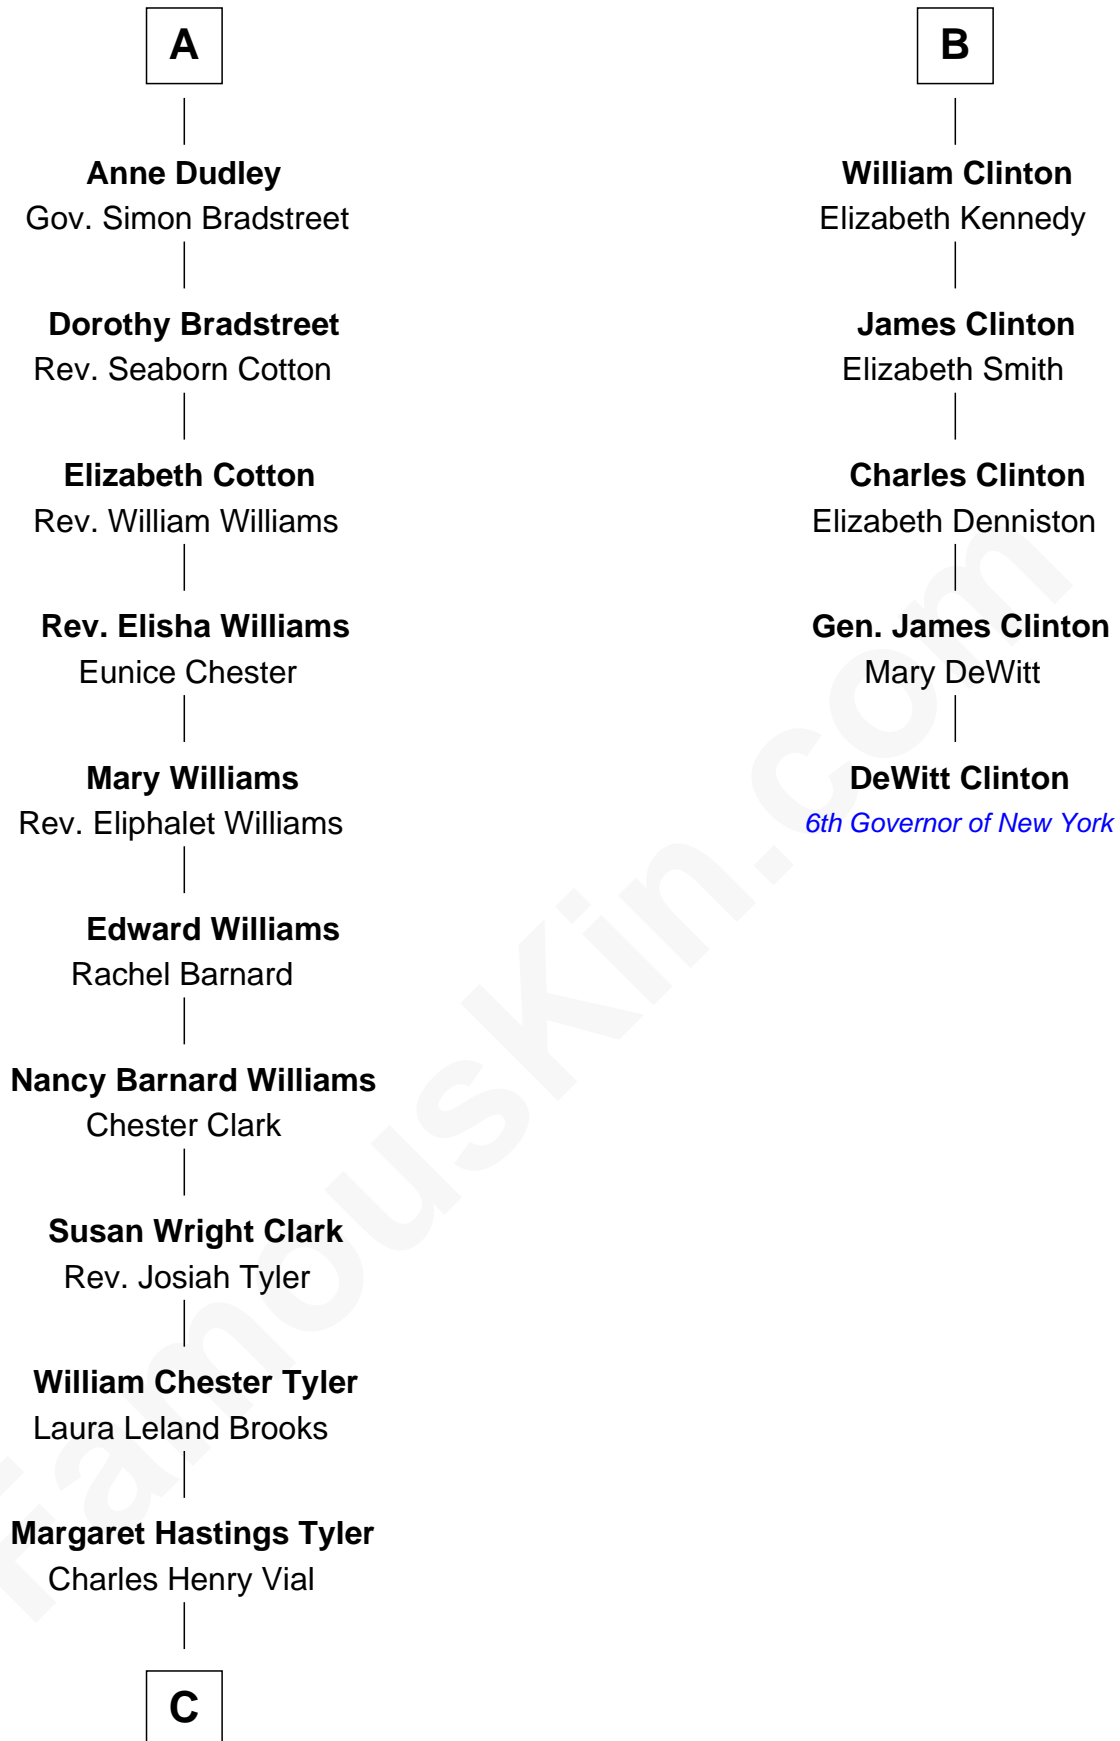 A
Anne Dudley
Gov. Simon Bradstreet
Dorothy Bradstreet
Rev. Seaborn Cotton
Elizabeth Cotton
Rev. William Williams
Rev. Elisha Williams
Eunice Chester
Mary Williams
Rev. Eliphalet Williams
Edward Williams
Rachel Barnard
Nancy Barnard Williams
Chester Clark
Susan Wright Clark
Rev. Josiah Tyler
William Chester Tyler
Laura Leland Brooks
Margaret Hastings Tyler
Charles Henry Vial
C
B
William Clinton
Elizabeth Kennedy
James Clinton
Elizabeth Smith
Charles Clinton
Elizabeth Denniston
Gen. James Clinton
Mary DeWitt
DeWitt Clinton
6th Governor of New York
FamousKin.com